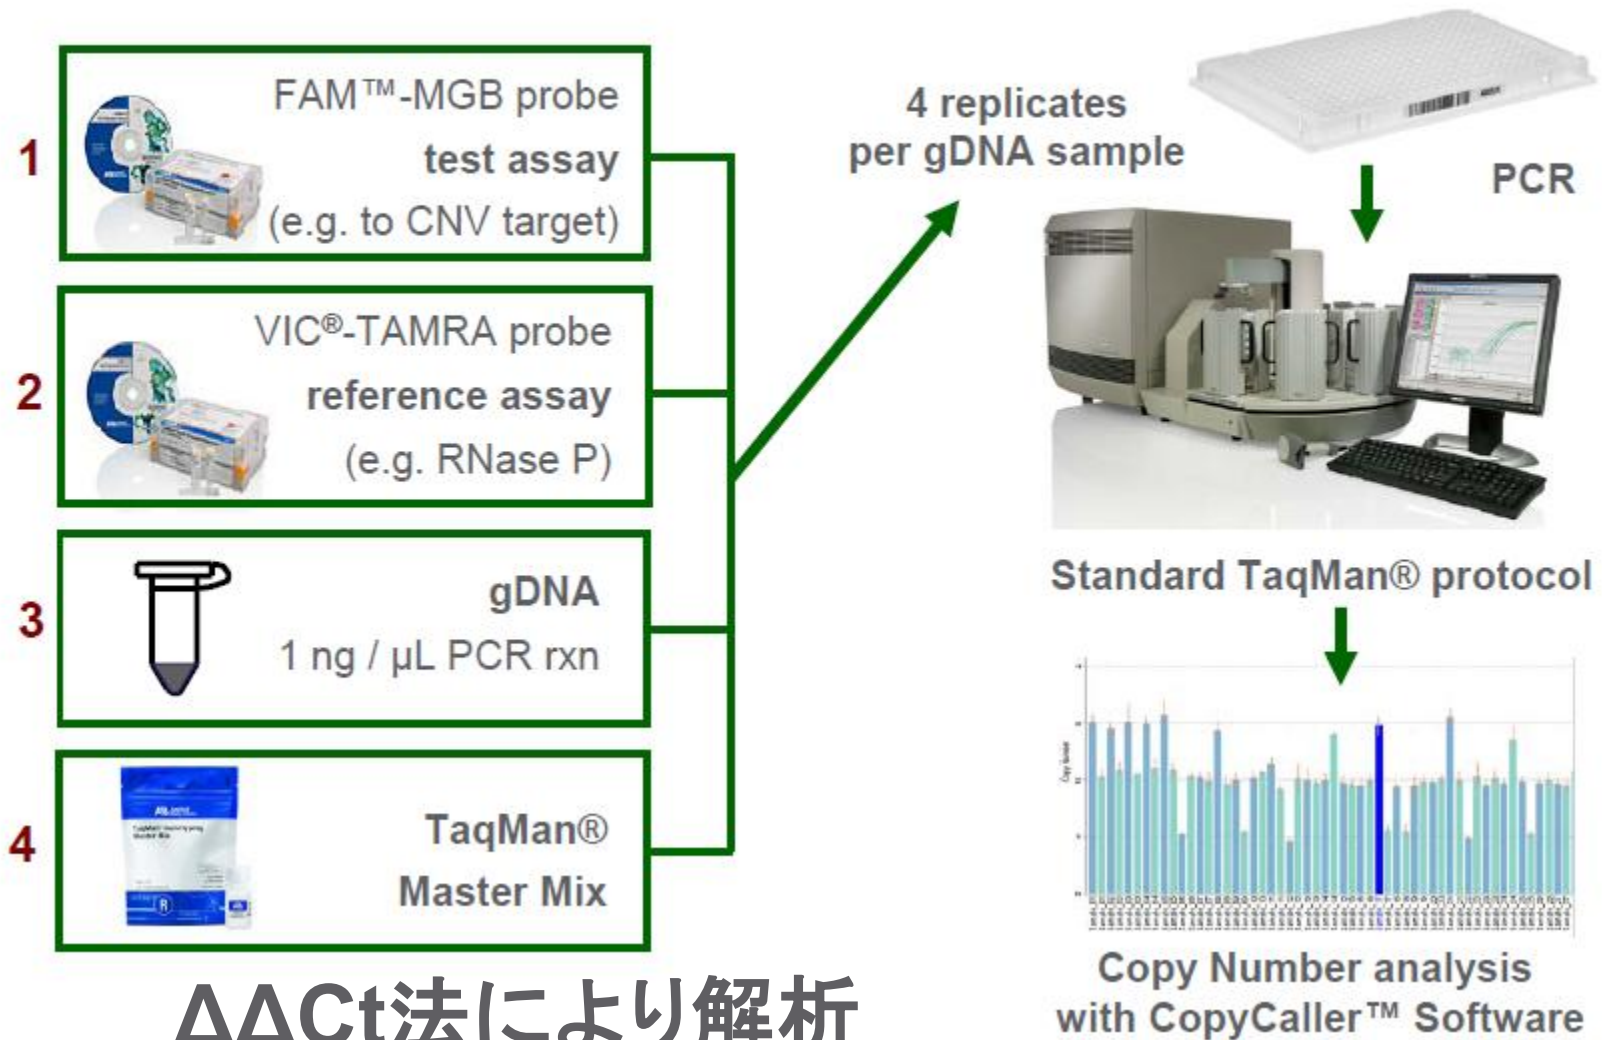 1
FAM™-MGB probe
test assay
(e.g. to CNV target)
2
VIC®-TAMRA probe
reference assay
(e.g. RNase P)
3
gDNA
1 ng / µL PCR rxn
4
TaqMan®
Master Mix
ΔΔCt法により解析
4 replicates
per gDNA sample
PCR
Standard TaqMan® protocol
Copy Number
Copy Number analysis
with CopyCaller™ Software